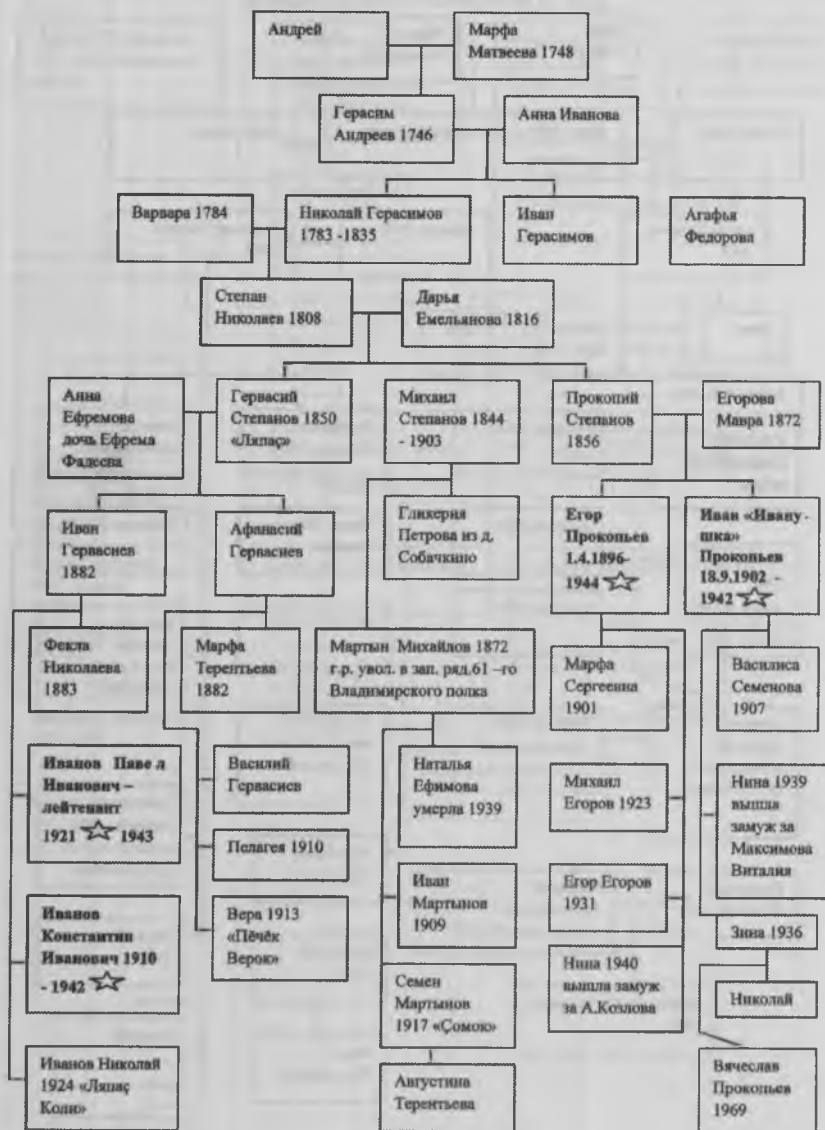 Андрей
Марфа
Матвеева 1748
Герасим
Андреев 1746
Анна Иванова
Варвара 1784
Николай Герасимов
1783 -1835
Иван
Герасимов
Агафья
Федорова
Степан
Николаев 1808
Дарья
Емельянова 1816
Анна
Ефремова
дочь Ефрема
Фадеева
Гервасий
Степанов 1850
«Ляпаҫ»
Михаил
Степанов 1844
- 1903
Прокопий
Степанов
1856
Егорова
Мавра 1872
Иван
Гервасиев
1882
Афанасий
Гервасиев
Гликерия
Петрова из д.
Собачкино
Егор
Прокопьев
1.4.1896-
1944
Иван «Ивану -
шка»
Прокопьев
18.9.1902 -
1942
Фекла
Николаева
1883
Марфа
Терентьева
1882
Мартын Михайлов 1872
г.р. увол. в зап. ряд.61 –го
Владимирского полка
Марфа
Сергеевна
1901
Василиса
Семенова
1907
Иванов Паве л
Иванович –
лейтенант
1921 1943
Василий
Гервасиев
Наталья
Ефимова
умерла 1939
Михаил
Егоров 1923
Нина 1939
вышла
замуж за
Максимова
Виталия
Пелагея 1910
Иван
Мартынов
1909
Егор Егоров
1931
Иванов
Константин
Иванович 1910
- 1942
Вера 1913
«Пӗчӗк
Верок»
Зина 1936
Семен
Мартынов
1917 «Ҫомою»
Нина 1940
вышла замуж
за А.Козлова
Николай
Иванов Николай
1924 «Ляпаҫ
Коли»
Августина
Терентьева
Вячеслав
Прокопьев
1969